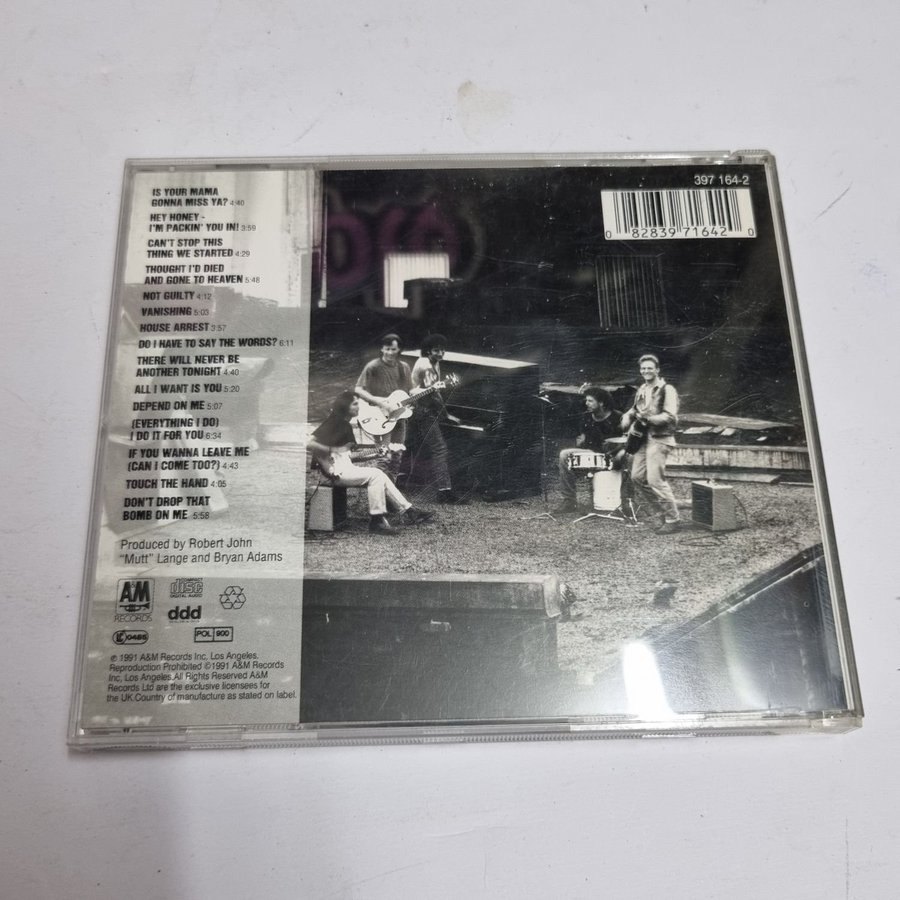 IS YOUR MAMA
GONNA MISS YA? 4:40
HEY HONEY -
I'M PACKIN' YOU IN! 3:59
CAN'T STOP THIS
THING WE STARTED 4:29
THOUGHT I'D DIED
AND GONE TO HEAVEN 5:48
NOT GUILTY 4:12
VANISHING 5:03
HOUSE ARREST 3:57
DO I HAVE TO SAY THE WORDS? 6:11
THERE WILL NEVER BE
ANOTHER TONIGHT 4:40
ALL I WANT IS YOU 5:20
DEPEND ON ME 5:07
(EVERYTHING I DO)
I DO IT FOR YOU 6:34
IF YOU WANNA LEAVE ME
(CAN I COME TOO?) 4:43
TOUCH THE HAND 4:05
DON'T DROP THAT
BOMB ON ME 5:58
Produced by Robert John
"Mutt" Lange and Bryan Adams
A&M
RECORDS
COMPACT
disc
DIGITAL AUDIO
ddd
LC 0485
POL 900
℗ 1991 A&M Records Inc, Los Angeles.
Reproduction Prohibited ©1991 A&M Records
Inc, Los Angeles.All Rights Reserved A&M
Records Ltd are the exclusive licensees for
the UK.Country of manufacture as stated on label.
397 164-2
0 82839 71642 0